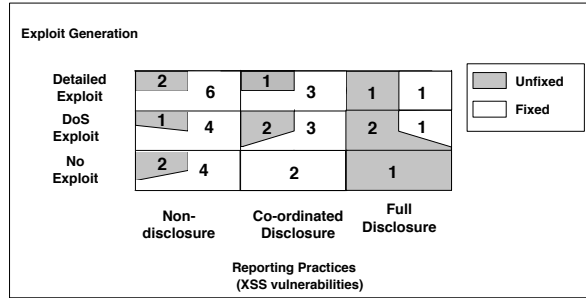 Exploit Generation
Detailed Exploit
2 6 1 3 1 1
DoS Exploit
1 4 2 3 2 1
No Exploit
2 4 2 1
Non-disclosure
Co-ordinated Disclosure
Full Disclosure
Reporting Practices
(XSS vulnerabilities)
Unfixed
Fixed